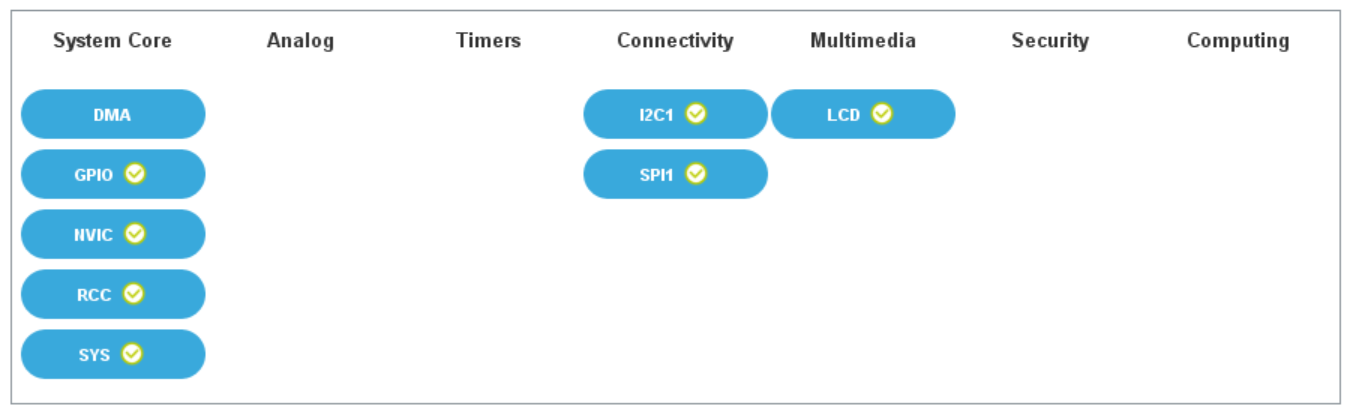 System Core Analog Timers Connectivity Multimedia Security Computing
DMA I2C1 LCD
GPIO SPI1
NVIC
RCC
SYS